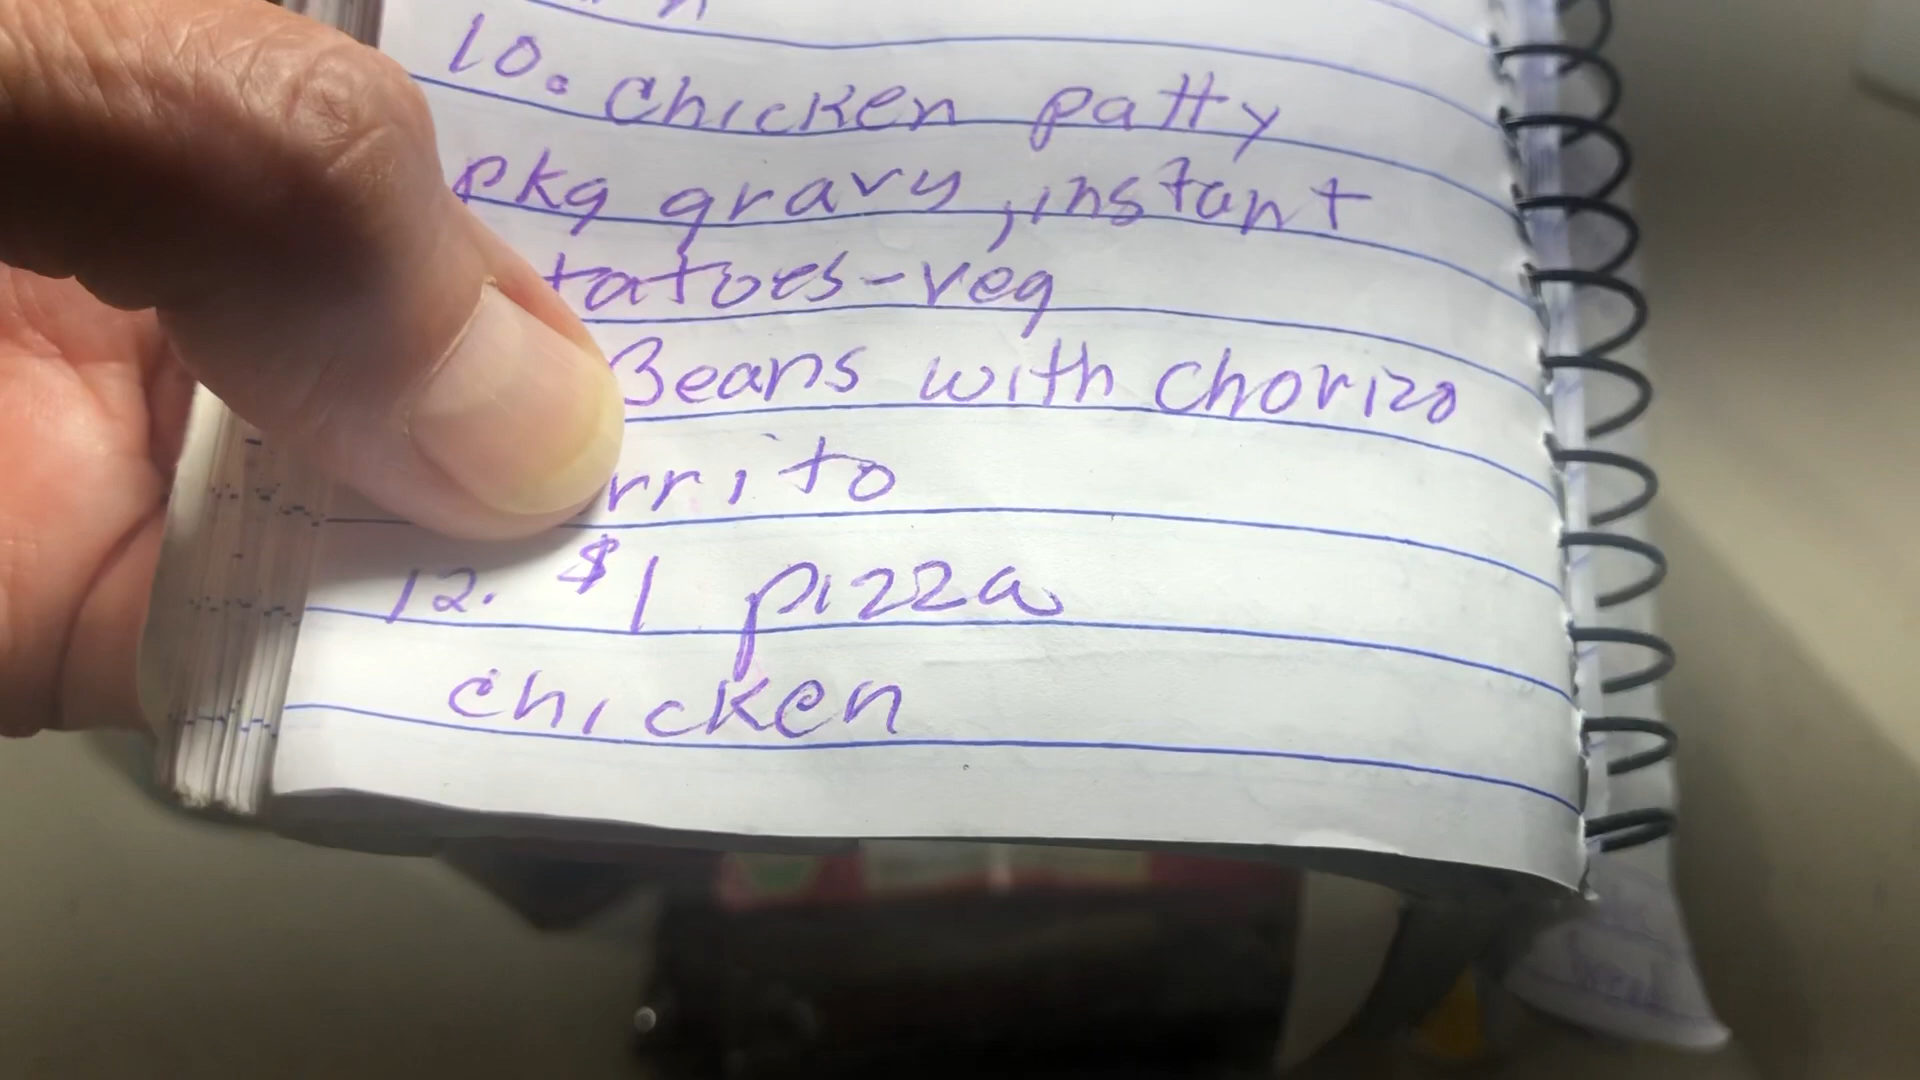 10. Chicken patty
pkg gravy, instant
tatoes-veg
Beans with Chorizo
rrito
12. $1 pizza
chicken